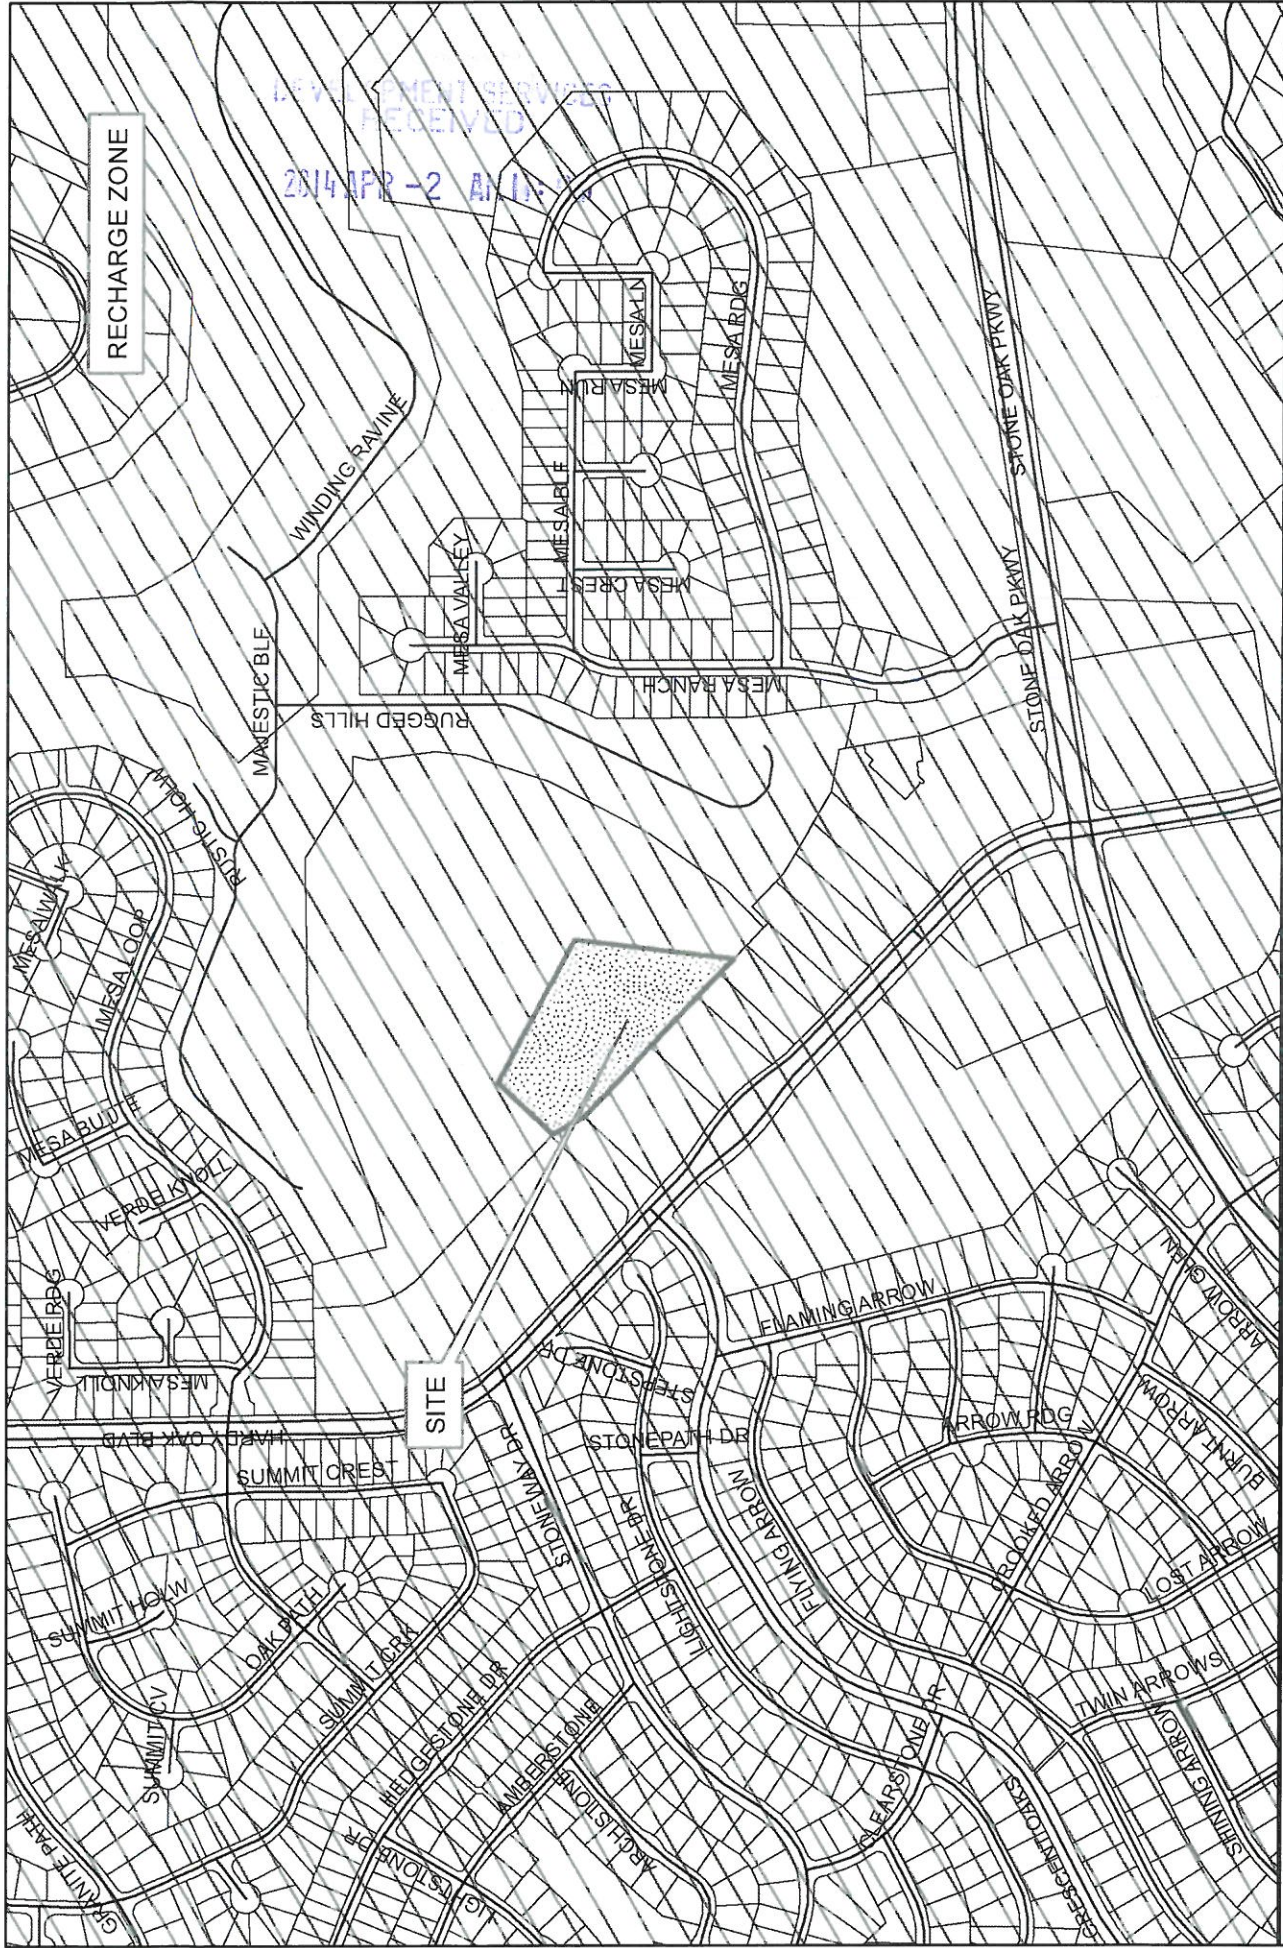 DEVELOPMENT SERVICES
RECEIVED
2014 APR -2 AM
RECHARGE ZONE
WINDING RAVINE
MAJESTIC BLF
RUGGED HILLS
RUSTIC HOLW
MESA VALLEY
MESA BLF
MESA RUN
MESA LN
MESA RDG
MESA CREST
MESA RANCH
STONE OAK PKWY
STONE OAK PKWY
MESA WALK
MESA LOOP
MESA BUTTE
VERDE KNOLL
VERDE RDG
MESA KNOLL
HARDY OAK BLVD
SITE
SUMMIT CREST
SUMMIT HOLW
OAK PATH
SUMMIT CRK
SUMMIT CV
GRANITE PATH
STONEWAY DR
STEPSTONE DR
STONEPATH DR
LIGHTSTONE DR
HEDGESTONE DR
AMBERSTONE
ARCHSTONE
LIGHTSTONE DR
FLAMING ARROW
FLYING ARROW
ARROW RDG
CROOKED ARROW
BURNT ARROW
LOST ARROW
TWIN ARROWS
SHINING ARROW
CLEARSTONE DR
CRESCENT OAKS